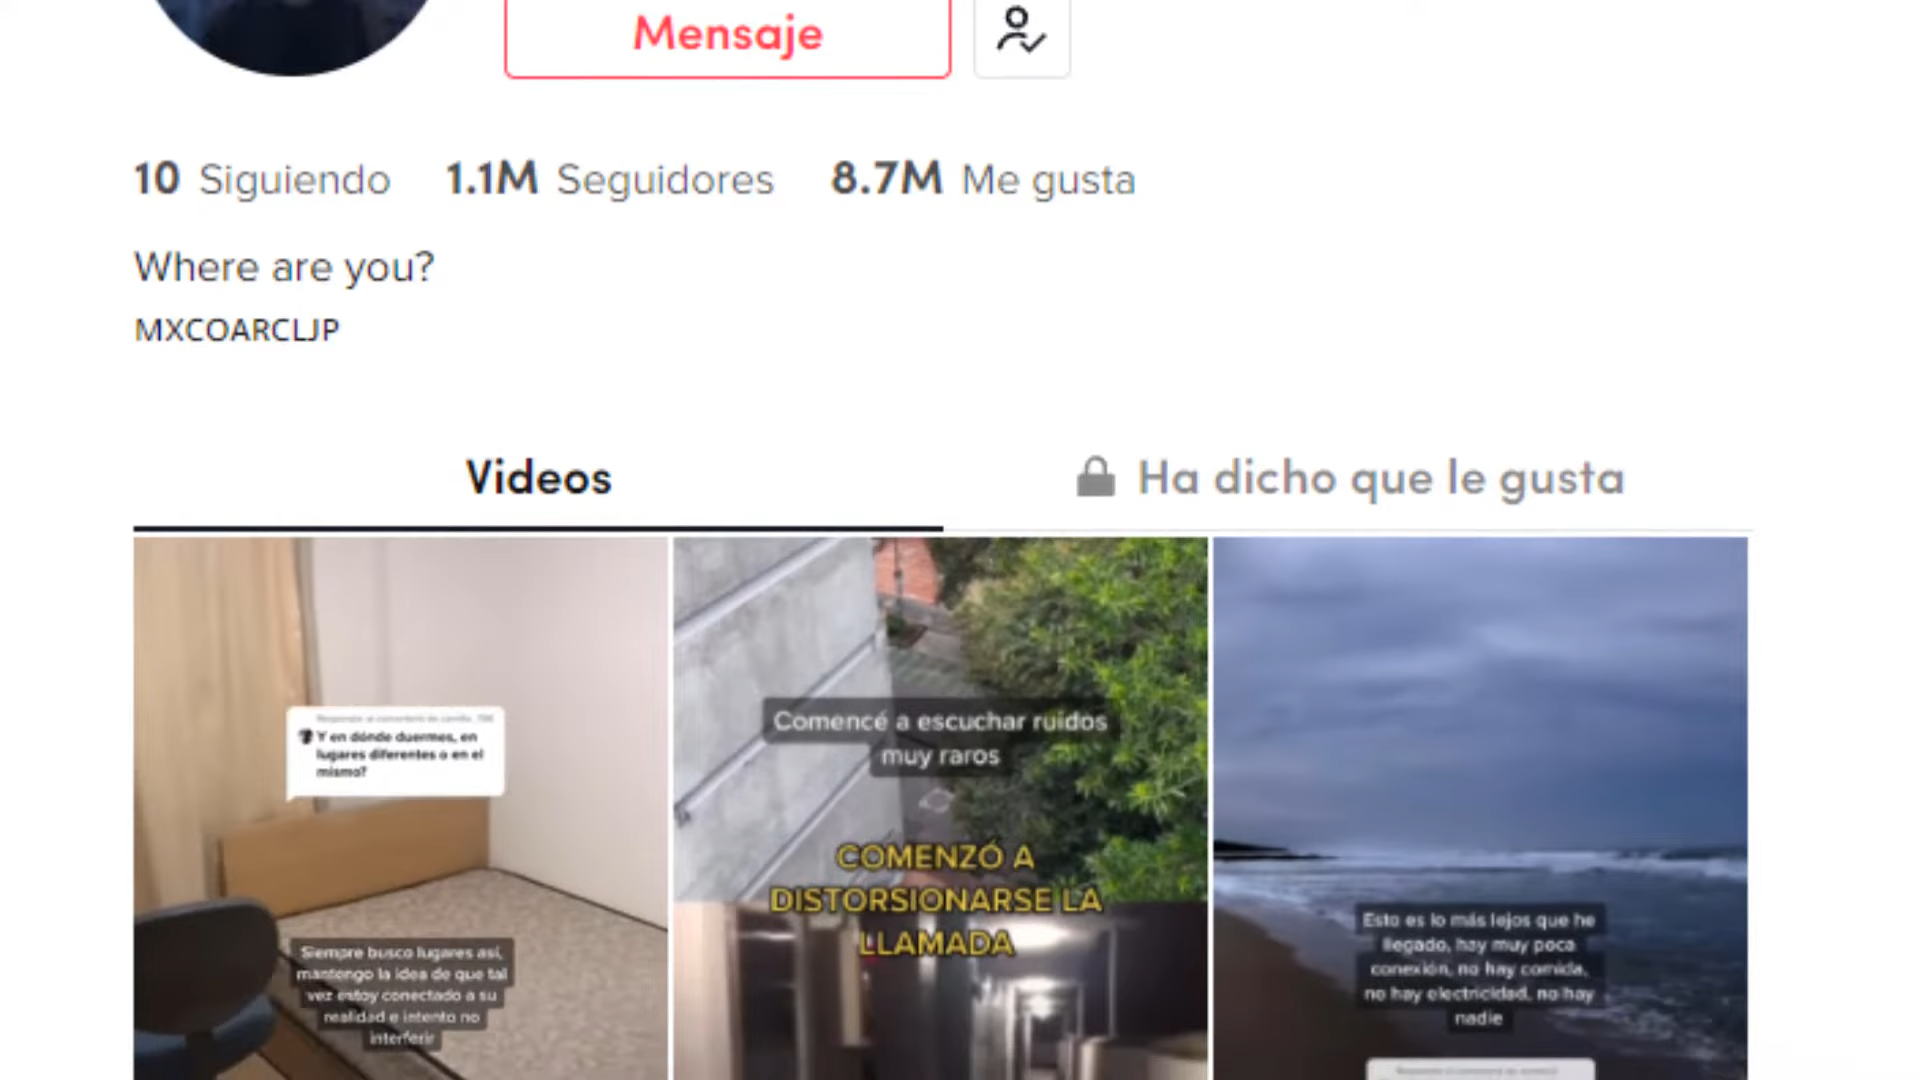 Mensaje
10 Siguiendo 1.1M Seguidores 8.7M Me gusta
Where are you?
MXCOARCLJP
Videos
Ha dicho que le gusta
Y en dónde duermes, en
lugares diferentes o en el
mismo?
Siempre busco lugares así,
mantengo la idea de que tal
vez estoy conectado a su
realidad e intento no
interferir
Comencé a escuchar ruidos
muy raros
COMENZÓ A
DISTORSIONARSE LA
LLAMADA
Esto es lo más lejos que he
llegado, hay muy poca
conexión, no hay comida,
no hay electricidad, no hay
nadie